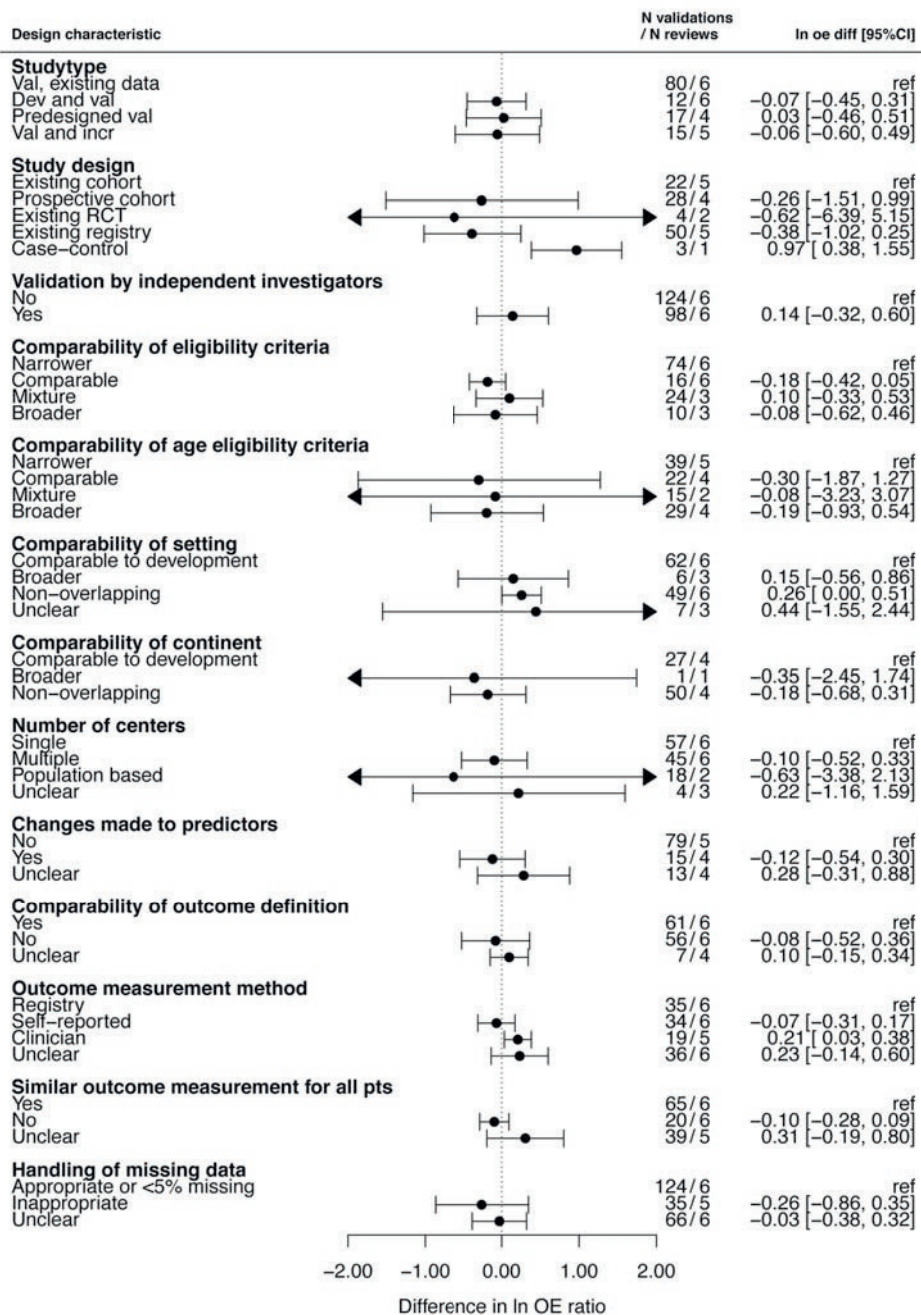 N validations
Design characteristic / N reviews ln oe diff [95%CI]
Studytype
Val, existing data 80/6 ref
Dev and val 12/6 −0.07 [−0.45, 0.31]
Predesigned val 17/4 0.03 [−0.46, 0.51]
Val and incr 15/5 −0.06 [−0.60, 0.49]
Study design
Existing cohort 22/5 ref
Prospective cohort 28/4 −0.26 [−1.51, 0.99]
Existing RCT 4/2 −0.62 [−6.39, 5.15]
Existing registry 50/5 −0.38 [−1.02, 0.25]
Case−control 3/1 0.97 [ 0.38, 1.55]
Validation by independent investigators
No 124/6 ref
Yes 98/6 0.14 [−0.32, 0.60]
Comparability of eligibility criteria
Narrower 74/6 ref
Comparable 16/6 −0.18 [−0.42, 0.05]
Mixture 24/3 0.10 [−0.33, 0.53]
Broader 10/3 −0.08 [−0.62, 0.46]
Comparability of age eligibility criteria
Narrower 39/5 ref
Comparable 22/4 −0.30 [−1.87, 1.27]
Mixture 15/2 −0.08 [−3.23, 3.07]
Broader 29/4 −0.19 [−0.93, 0.54]
Comparability of setting
Comparable to development 62/6 ref
Broader 6/3 0.15 [−0.56, 0.86]
Non−overlapping 49/6 0.26 [ 0.00, 0.51]
Unclear 7/3 0.44 [−1.55, 2.44]
Comparability of continent
Comparable to development 27/4 ref
Broader 1/1 −0.35 [−2.45, 1.74]
Non−overlapping 50/4 −0.18 [−0.68, 0.31]
Number of centers
Single 57/6 ref
Multiple 45/6 −0.10 [−0.52, 0.33]
Population based 18/2 −0.63 [−3.38, 2.13]
Unclear 4/3 0.22 [−1.16, 1.59]
Changes made to predictors
No 79/5 ref
Yes 15/4 −0.12 [−0.54, 0.30]
Unclear 13/4 0.28 [−0.31, 0.88]
Comparability of outcome definition
Yes 61/6 ref
No 56/6 −0.08 [−0.52, 0.36]
Unclear 7/4 0.10 [−0.15, 0.34]
Outcome measurement method
Registry 35/6 ref
Self−reported 34/6 −0.07 [−0.31, 0.17]
Clinician 19/5 0.21 [ 0.03, 0.38]
Unclear 36/6 0.23 [−0.14, 0.60]
Similar outcome measurement for all pts
Yes 65/6 ref
No 20/6 −0.10 [−0.28, 0.09]
Unclear 39/5 0.31 [−0.19, 0.80]
Handling of missing data
Appropriate or <5% missing 124/6 ref
Inappropriate 35/5 −0.26 [−0.86, 0.35]
Unclear 66/6 −0.03 [−0.38, 0.32]
−2.00 −1.00 0.00 1.00 2.00
Difference in ln OE ratio